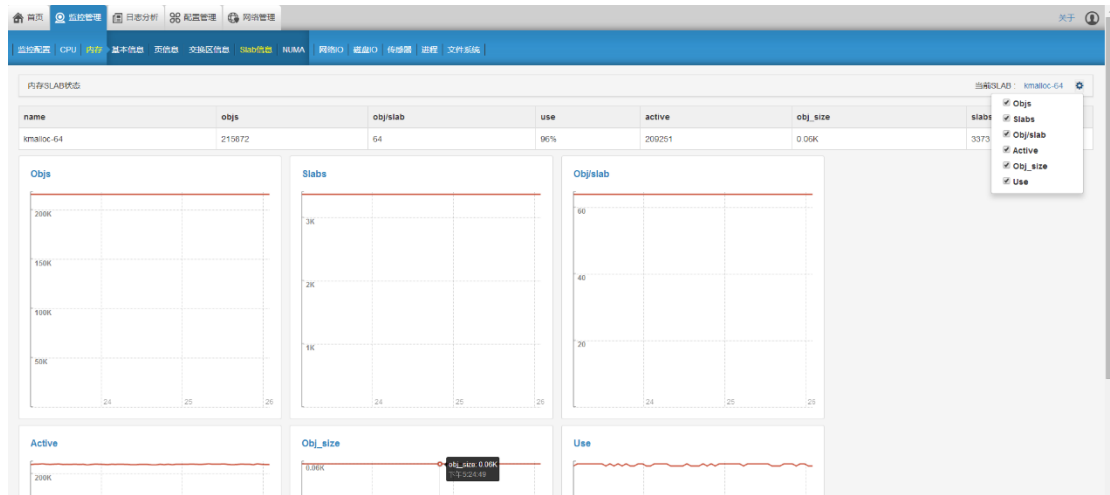 首页 监控管理 日志分析 配置管理 网络管理 关于
监控配置 CPU 内存 基本信息 页信息 交换区信息 Slab信息 NUMA 网络IO 磁盘IO 传感器 进程 文件系统
内存SLAB状态 当前SLAB : kmalloc-64
Objs
Slabs
Obj/slab
Active
Obj_size
Use
name objs obj/slab use active obj_size slabs
kmalloc-64 215872 64 96% 209251 0.06K 3373
Objs
200K
150K
100K
50K
24 25 26
Slabs
3K
2K
1K
24 25 26
Obj/slab
60
40
20
24 25 25
Active
200K
Obj_size
0.06K
obj_size: 0.06K
下午5:24:49
Use